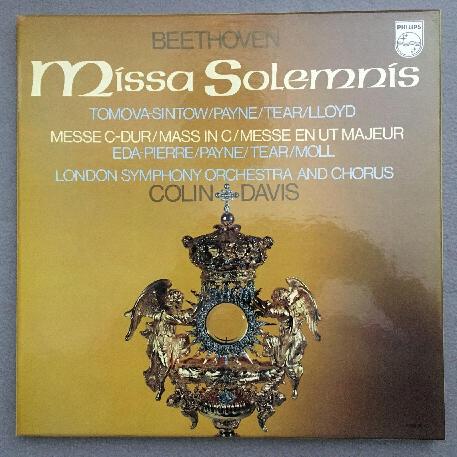 BEETHOVEN
PHILIPS
Missa Solemnis
TOMOVA-SINTOW/PAYNE/TEAR/LLOYD
MESSE C-DUR/MASS IN C/MESSE EN UT MAJEUR
EDA-PIERRE/PAYNE/TEAR/MOLL
LONDON SYMPHONY ORCHESTRA AND CHORUS
COLIN DAVIS